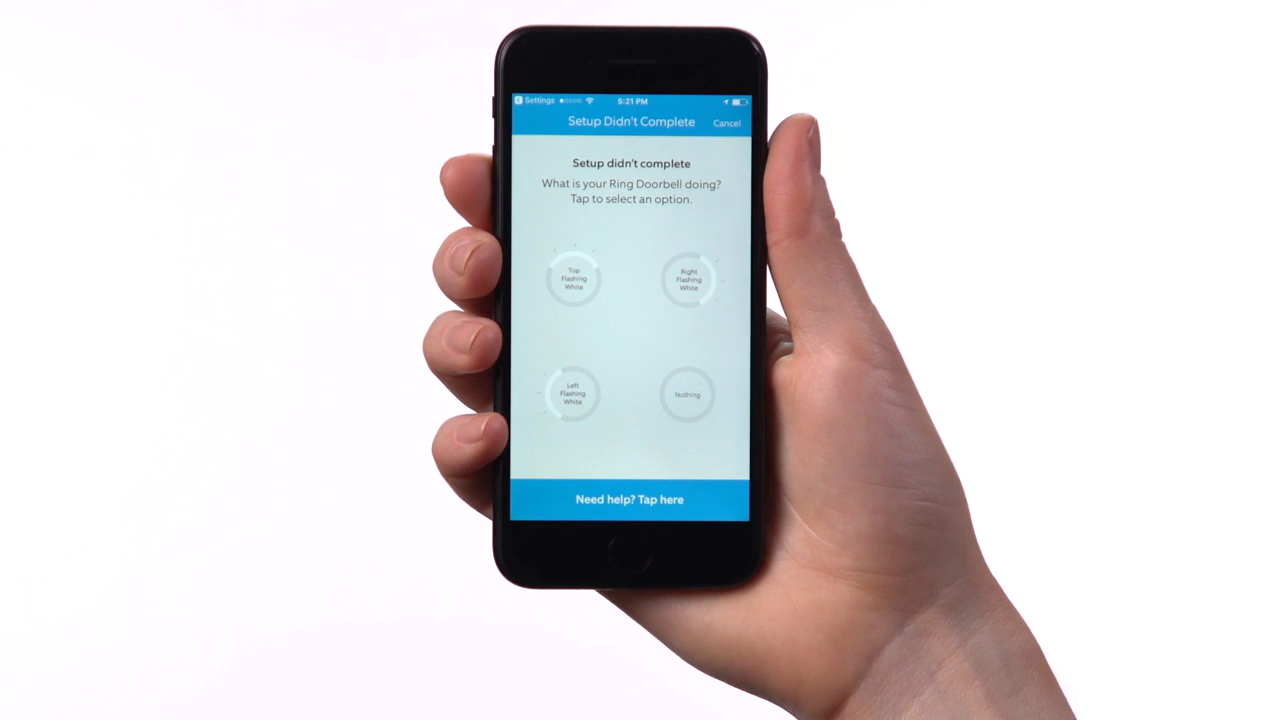 Settings 5:21 PM
Setup Didn't Complete Cancel
Setup didn't complete
What is your Ring Doorbell doing?
Tap to select an option.
Top
Flashing
White
Right
Flashing
White
Left
Flashing
White
Nothing
Need help? Tap here